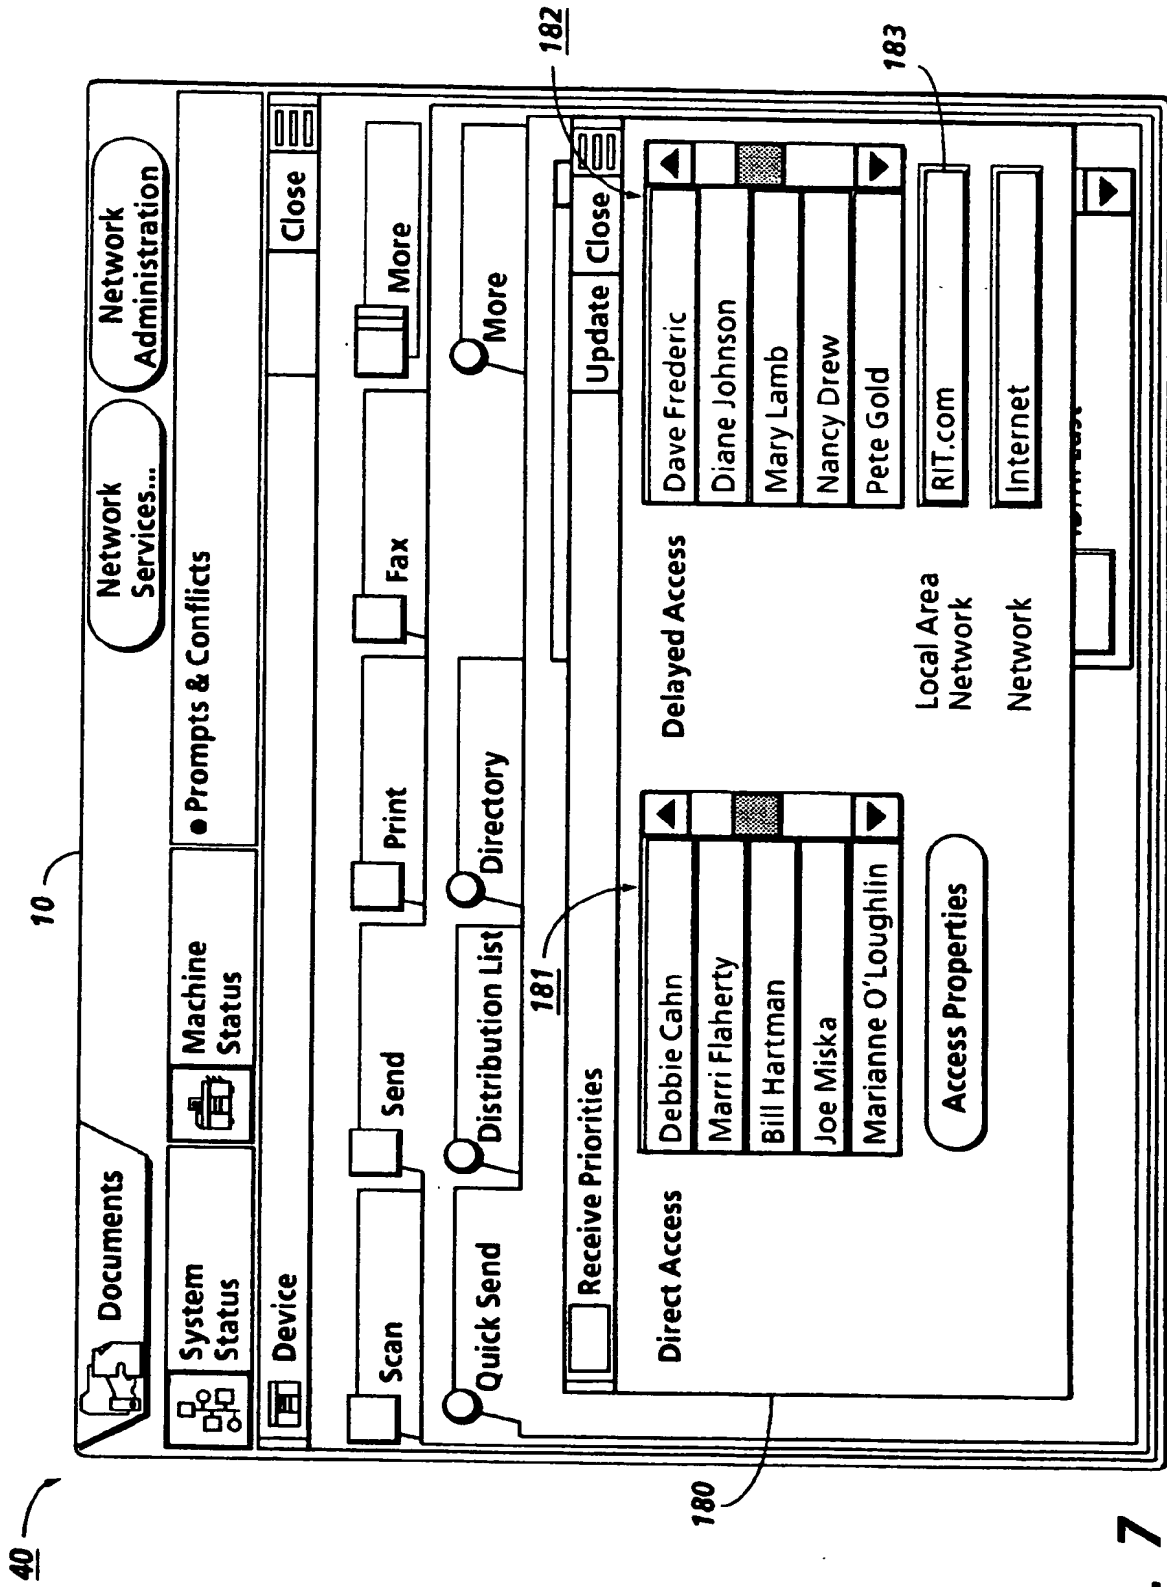 40
10
Documents
Network
Services...
Network
Administration
System
Status
Machine
Status
● Prompts & Conflicts
Device
Close
Scan
Send
Print
Fax
More
Quick Send
Distribution List
Directory
More
180
181
182
Receive Priorities
Update
Close
Direct Access
Debbie Cahn
Marri Flaherty
Bill Hartman
Joe Miska
Marianne O'Loughlin
Access Properties
Delayed Access
Dave Frederic
Diane Johnson
Mary Lamb
Nancy Drew
Pete Gold
Local Area
Network
RIT.com
183
Network
Internet
7